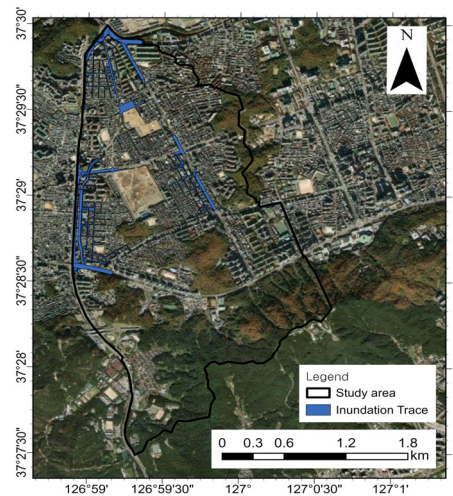 37°30'
N
37°29'30"
37°29'
37°28'30"
37°28'
37°27'30"
Legend
Study area
Inundation Trace
0 0.3 0.6 1.2 1.8
km
126°59' 126°59'30" 127° 127°0'30" 127°1'